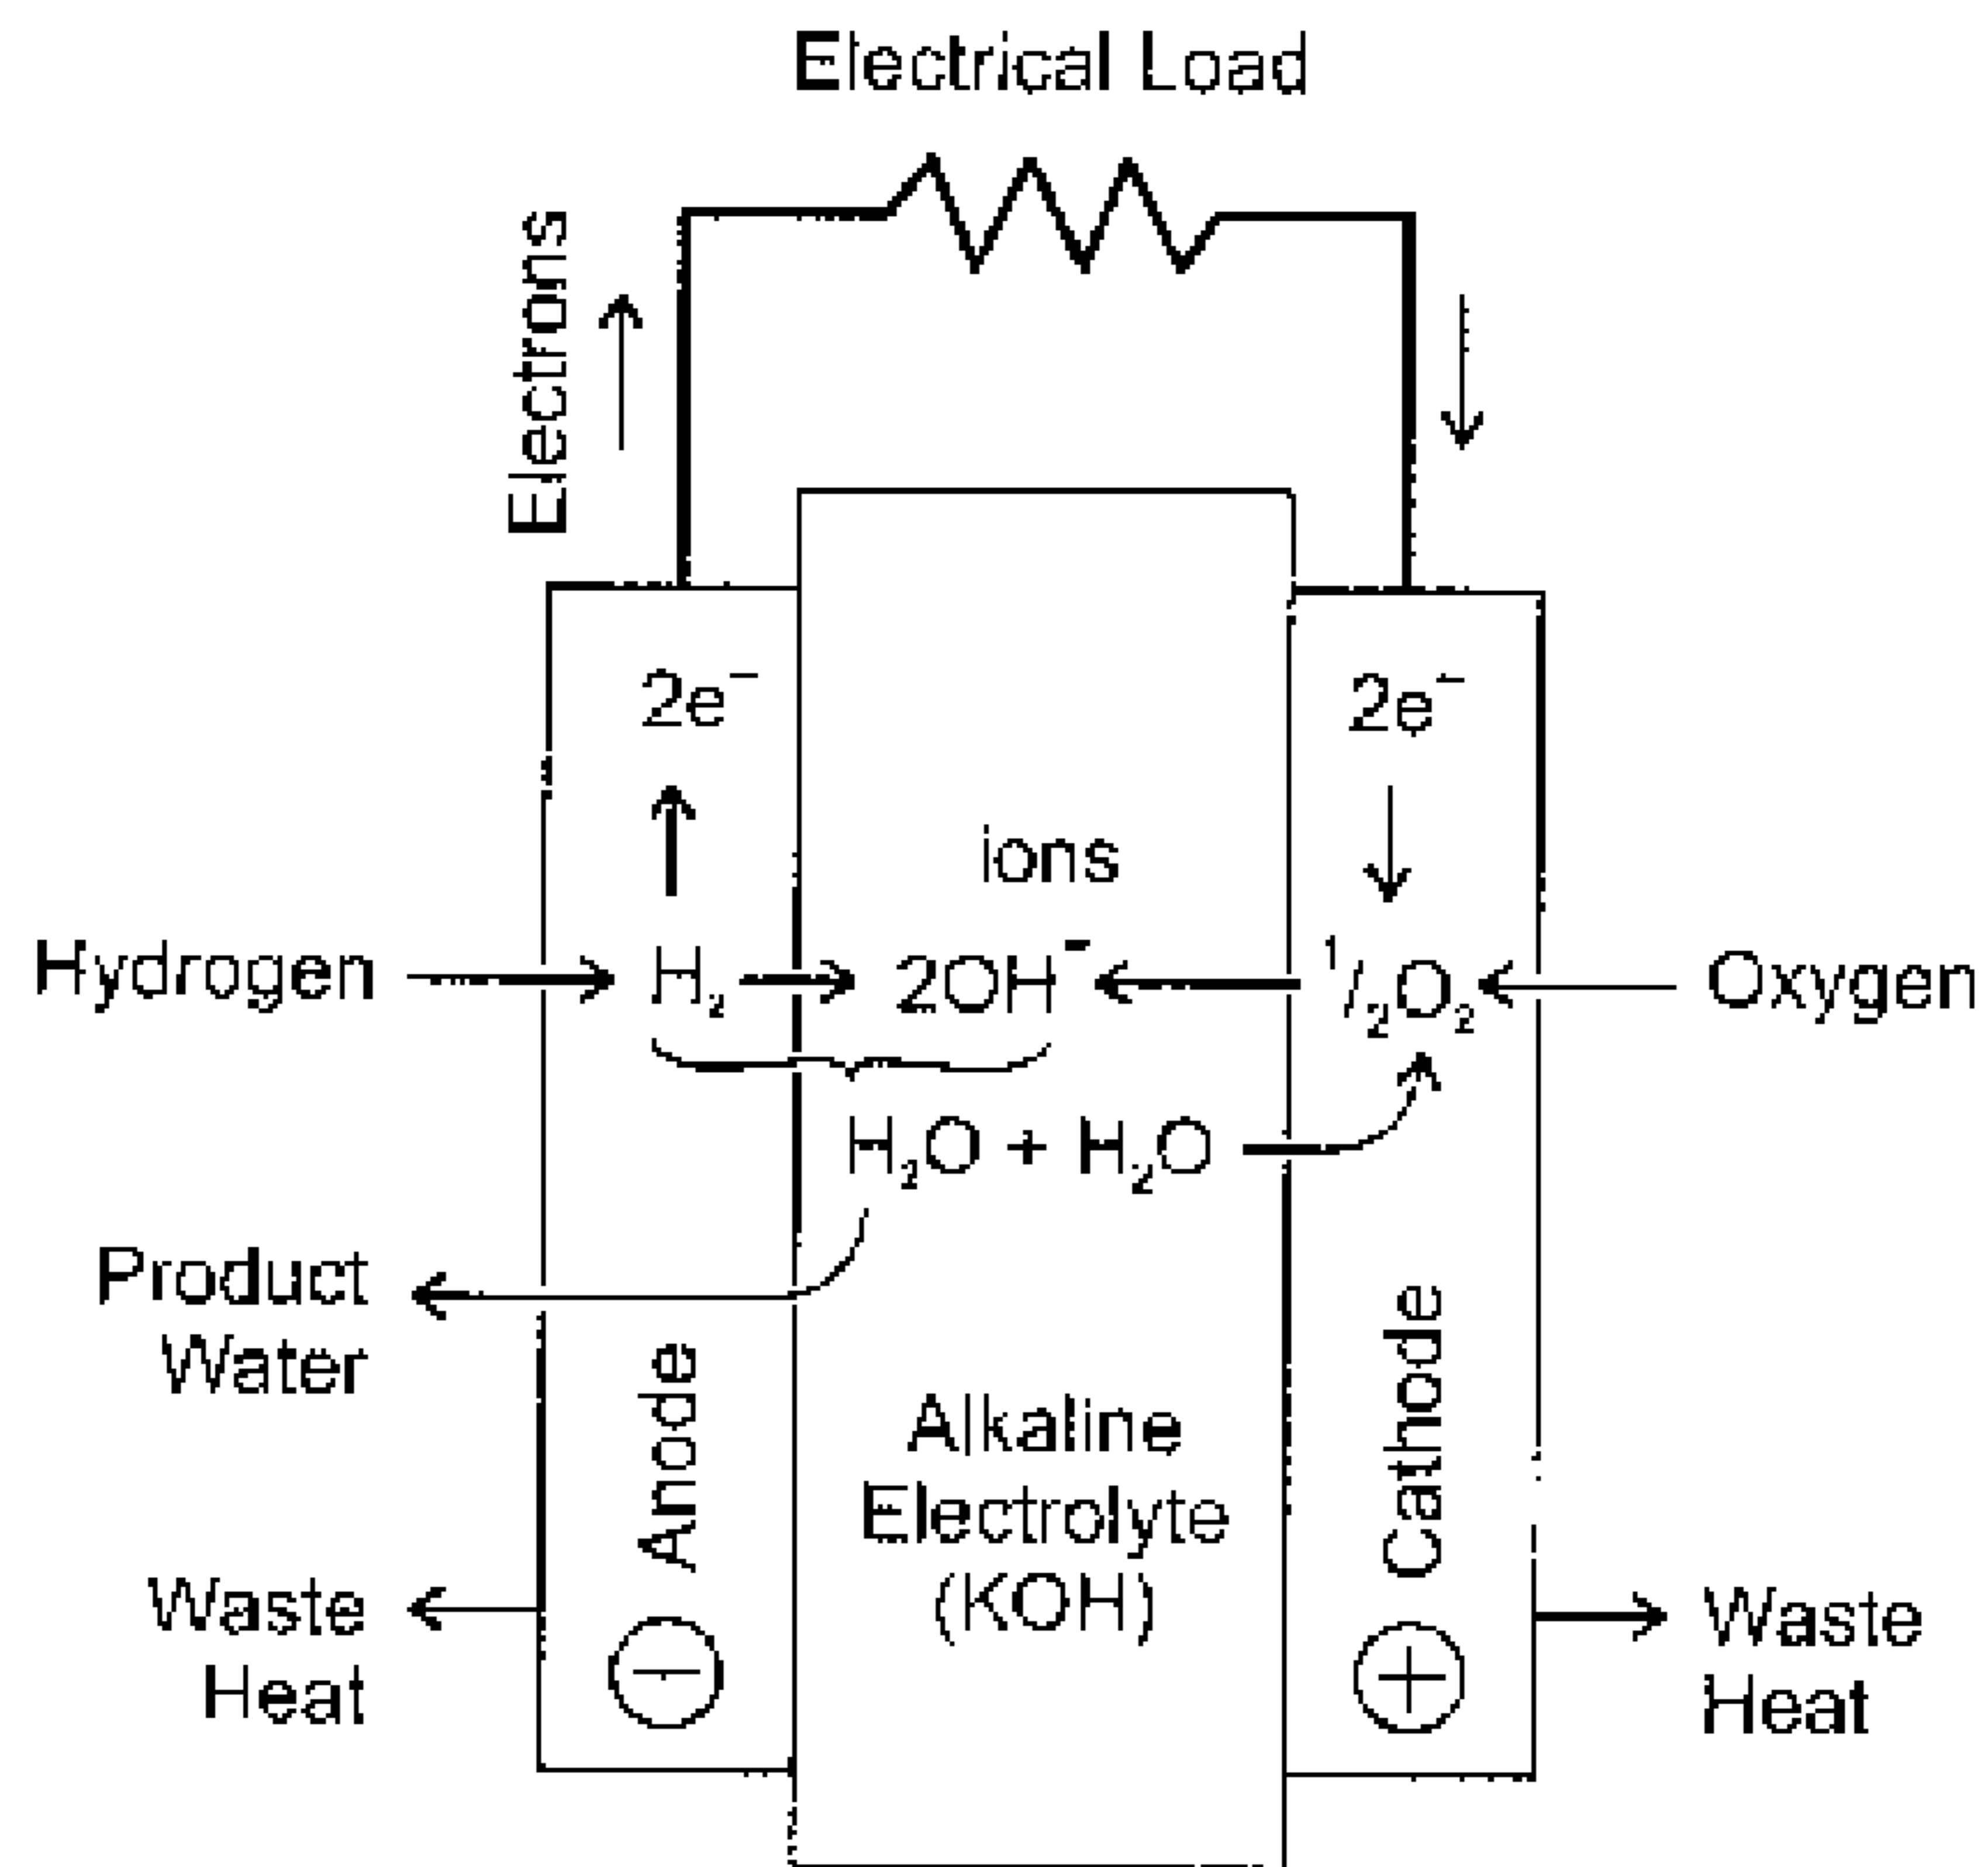 Electrical Load
Electrons
2e⁻
2e⁻
ions
Hydrogen
H₂
2OH⁻
¹/₂O₂
Oxygen
H₂O + H₂O
Product
Water
Anode
Cathode
Alkaline
Electrolyte
(KOH)
Waste
Heat
Waste
Heat
−
+